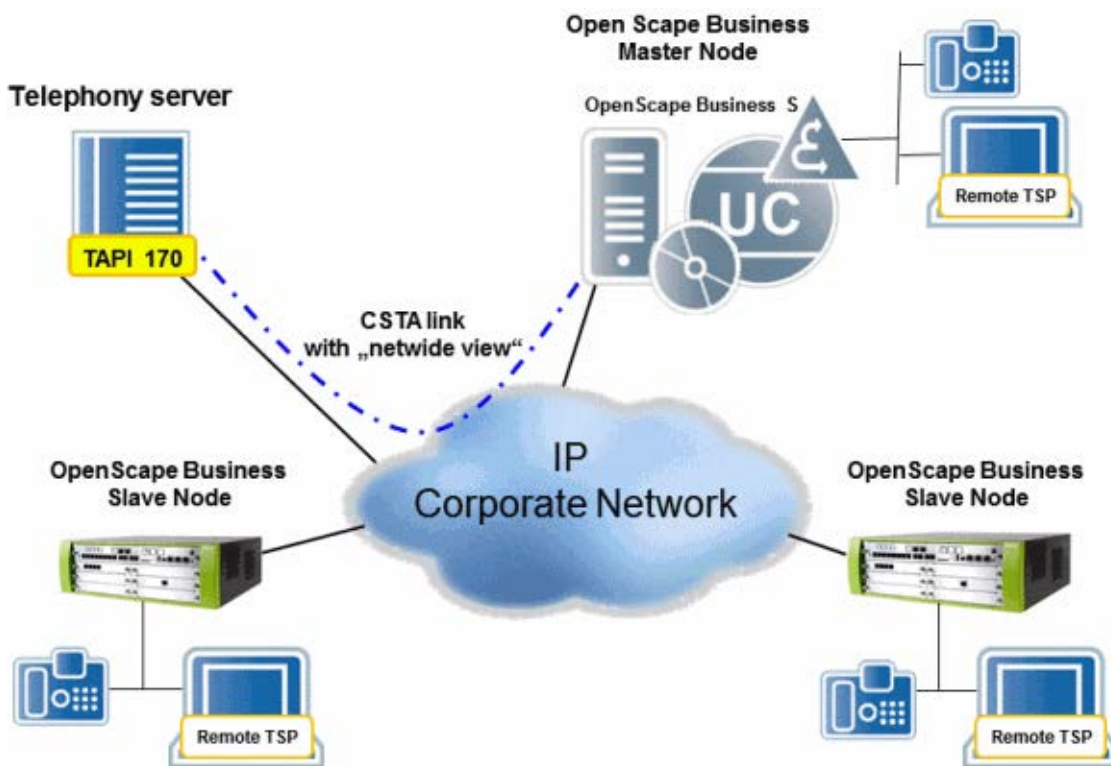 Open Scape Business
Master Node
Telephony server
OpenScape Business S
UC
Remote TSP
TAPI 170
CSTA link
with „netwide view“
IP
Corporate Network
OpenScape Business
Slave Node
OpenScape Business
Slave Node
Remote TSP
Remote TSP